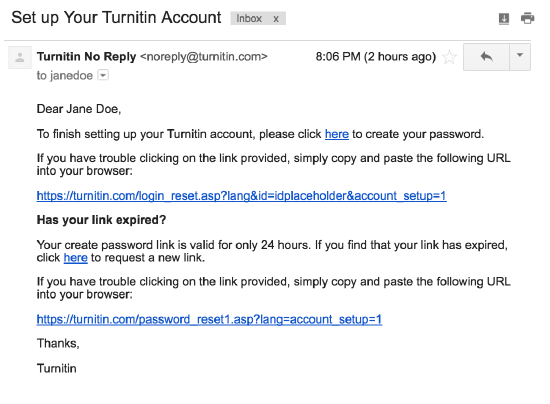 Set up Your Turnitin Account Inbox x
Turnitin No Reply <noreply@turnitin.com> 8:06 PM (2 hours ago)
to janedoe
Dear Jane Doe,
To finish setting up your Turnitin account, please click here to create your password.
If you have trouble clicking on the link provided, simply copy and paste the following URL
into your browser:
https://turnitin.com/login_reset.asp?lang&id=idplaceholder&account_setup=1
Has your link expired?
Your create password link is valid for only 24 hours. If you find that your link has expired,
click here to request a new link.
If you have trouble clicking on the link provided, simply copy and paste the following URL
into your browser:
https://turnitin.com/password_reset1.asp?lang=account_setup=1
Thanks,
Turnitin